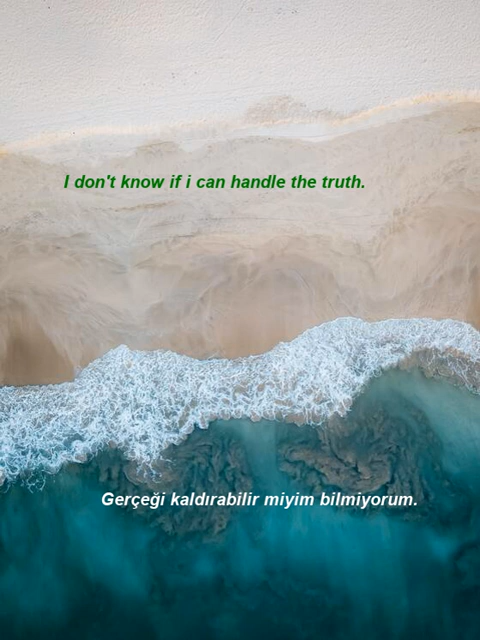 I don't know if i can handle the truth.
Gerçeği kaldırabilir miyim bilmiyorum.